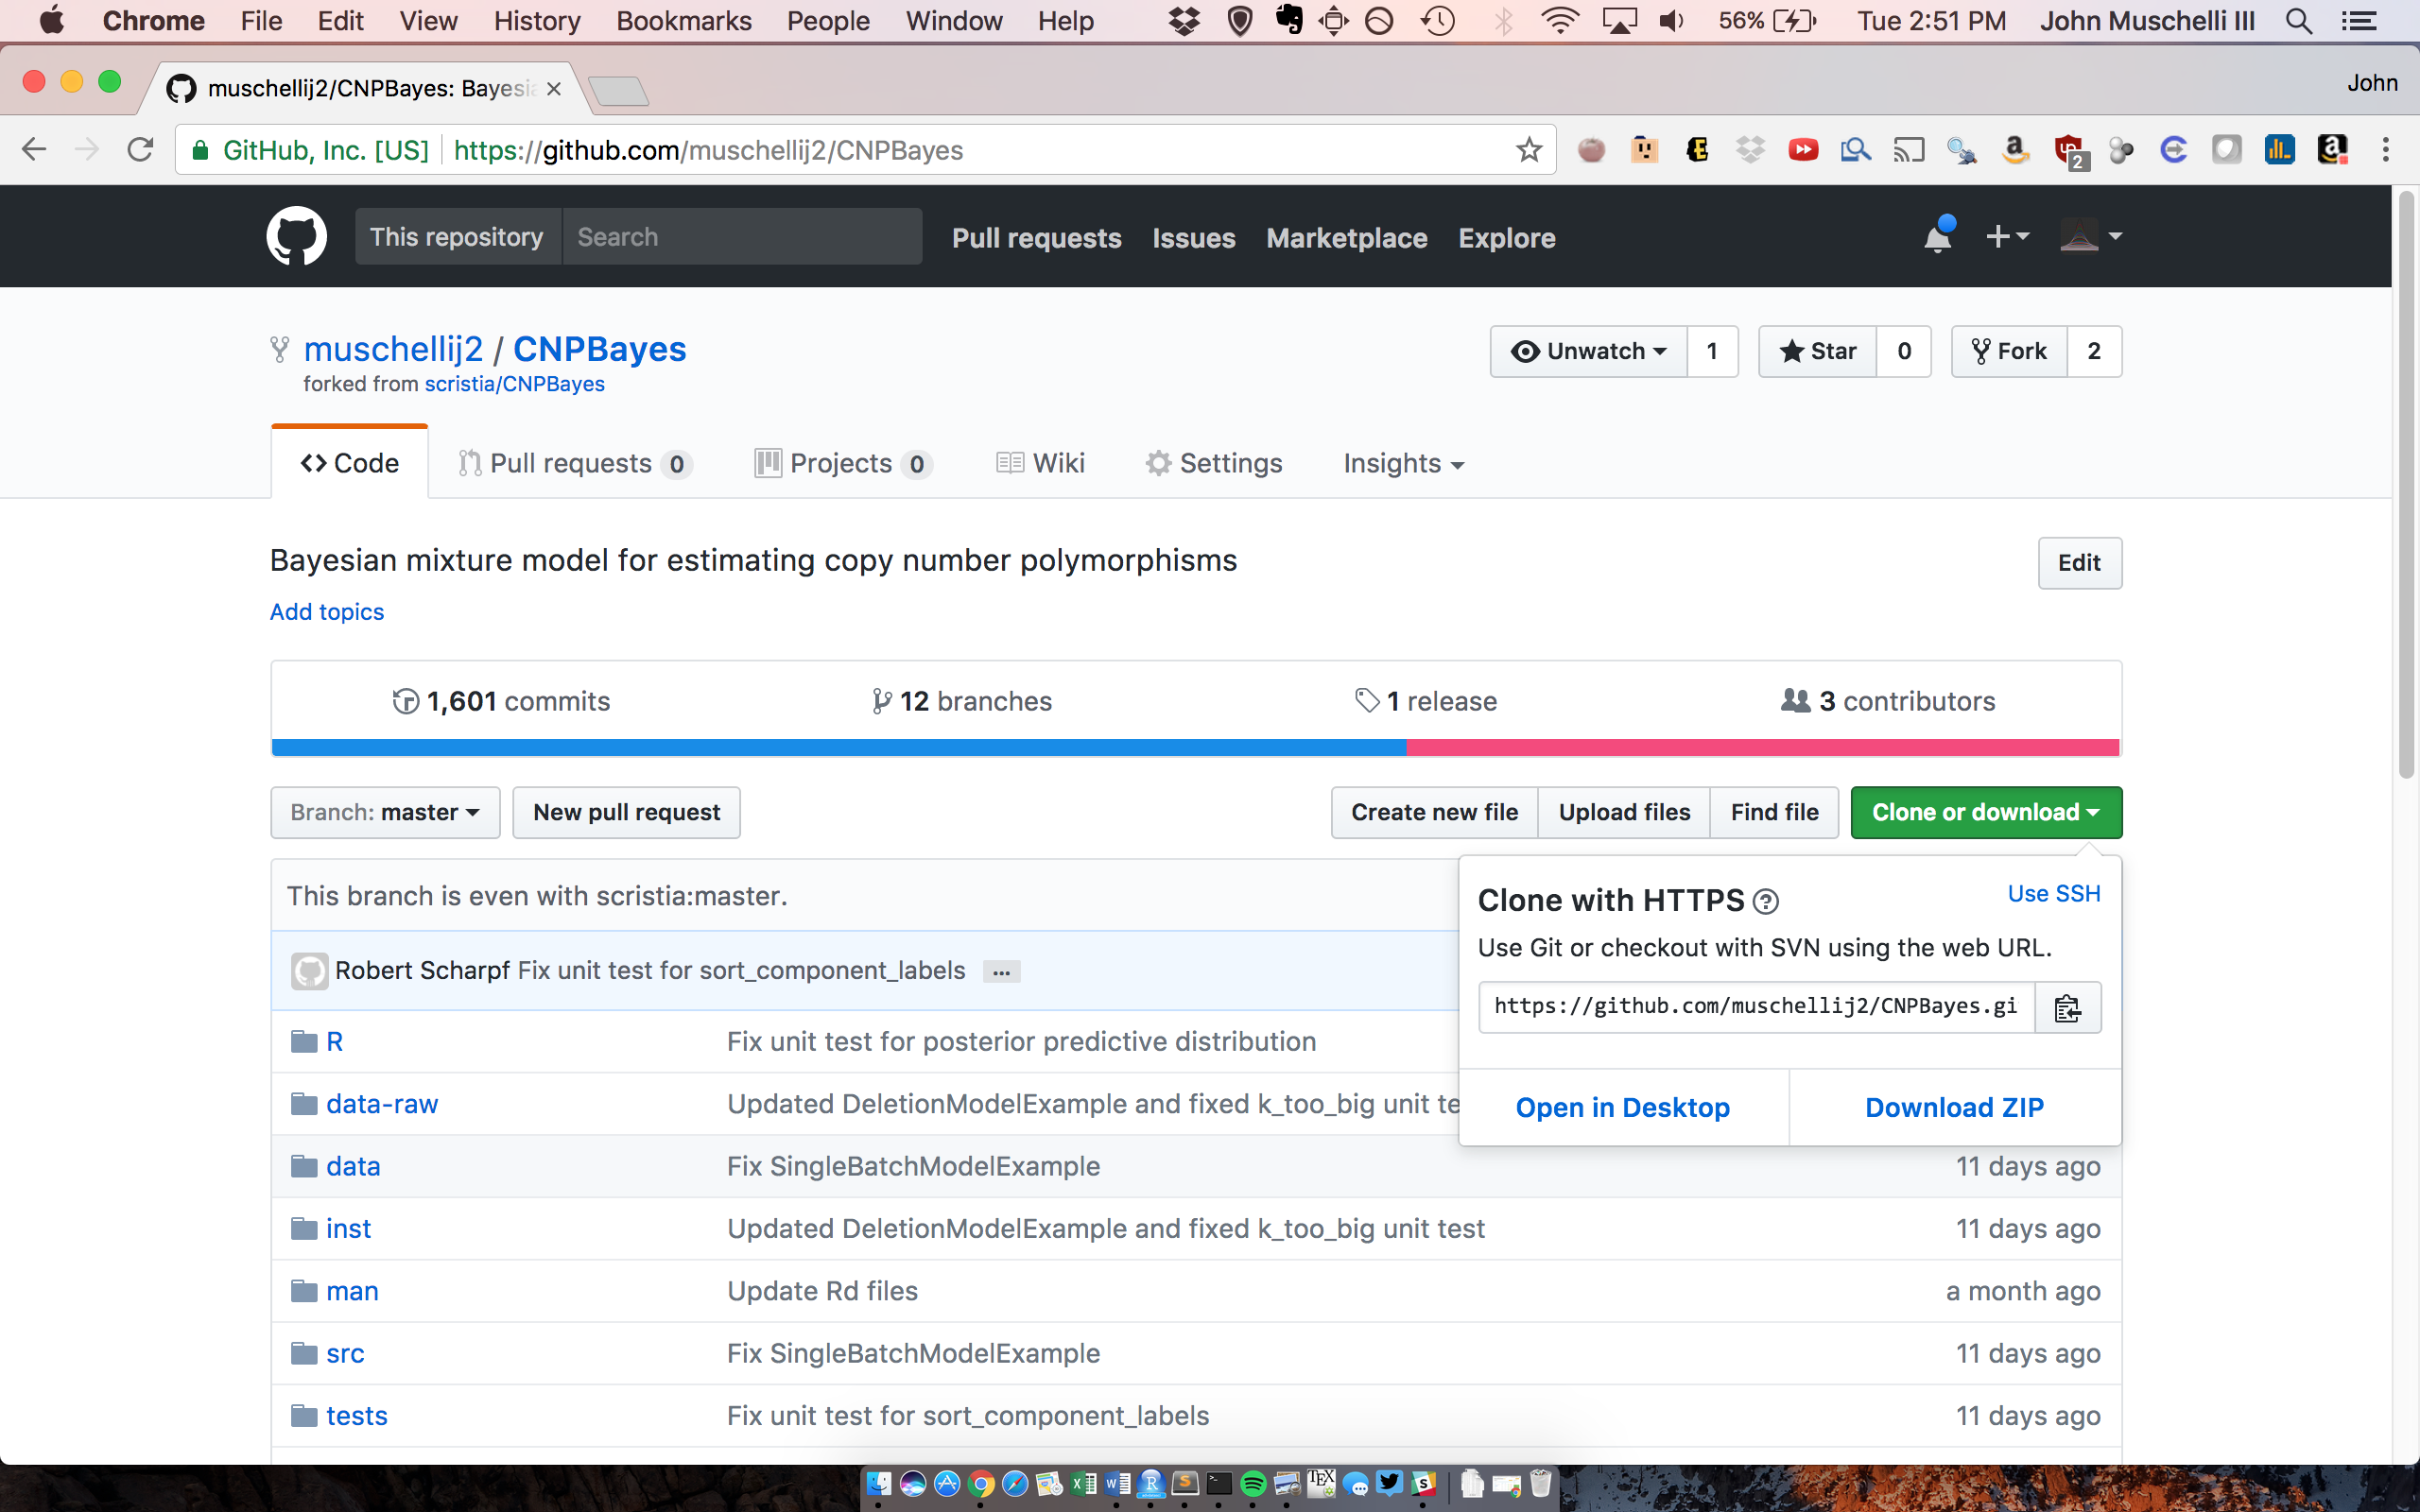 Chrome File Edit View History Bookmarks People Window Help 56% Tue 2:51 PM John Muschelli III
muschellij2/CNPBayes: Bayesia John
GitHub, Inc. [US] https://github.com/muschellij2/CNPBayes 2
This repository Search Pull requests Issues Marketplace Explore
muschellij2 / CNPBayes Unwatch 1 Star 0 Fork 2
forked from scristia/CNPBayes
Code Pull requests 0 Projects 0 Wiki Settings Insights
Bayesian mixture model for estimating copy number polymorphisms Edit
Add topics
1,601 commits 12 branches 1 release 3 contributors
Branch: master New pull request Create new file Upload files Find file Clone or download
This branch is even with scristia:master.
Clone with HTTPS ? Use SSH
Use Git or checkout with SVN using the web URL.
https://github.com/muschellij2/CNPBayes.gi
Open in Desktop Download ZIP
Robert Scharpf Fix unit test for sort_component_labels …
R Fix unit test for posterior predictive distribution
data-raw Updated DeletionModelExample and fixed k_too_big unit te
data Fix SingleBatchModelExample 11 days ago
inst Updated DeletionModelExample and fixed k_too_big unit test 11 days ago
man Update Rd files a month ago
src Fix SingleBatchModelExample 11 days ago
tests Fix unit test for sort_component_labels 11 days ago